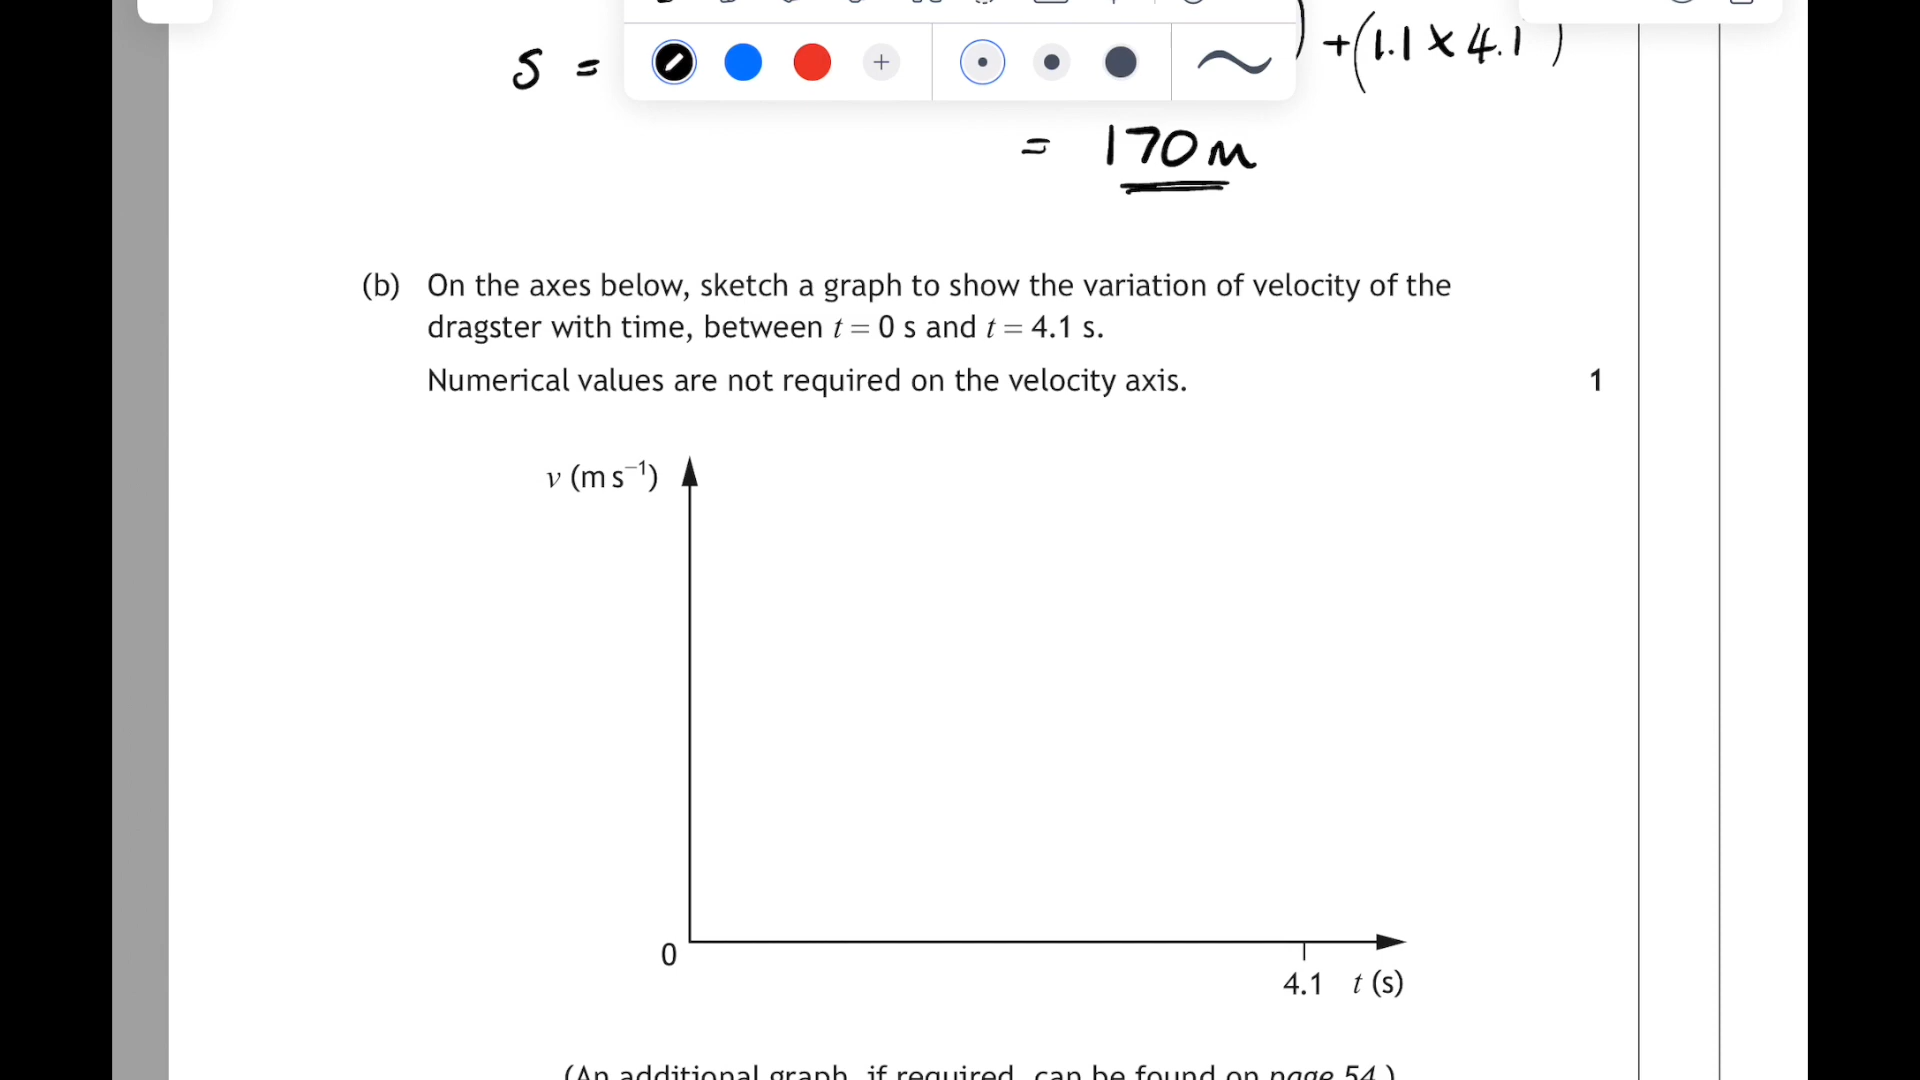 s = ) + (1.1 × 4.1)
= 170m
(b) On the axes below, sketch a graph to show the variation of velocity of the
dragster with time, between t = 0 s and t = 4.1 s.
Numerical values are not required on the velocity axis. 1
v (m s⁻¹)
0
4.1 t (s)
(An additional graph, if required, can be found on page 54.)